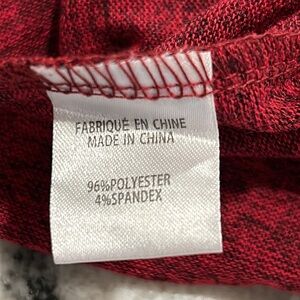 FABRIQUÉ EN CHINE
MADE IN CHINA
96%POLYESTER
4%SPANDEX